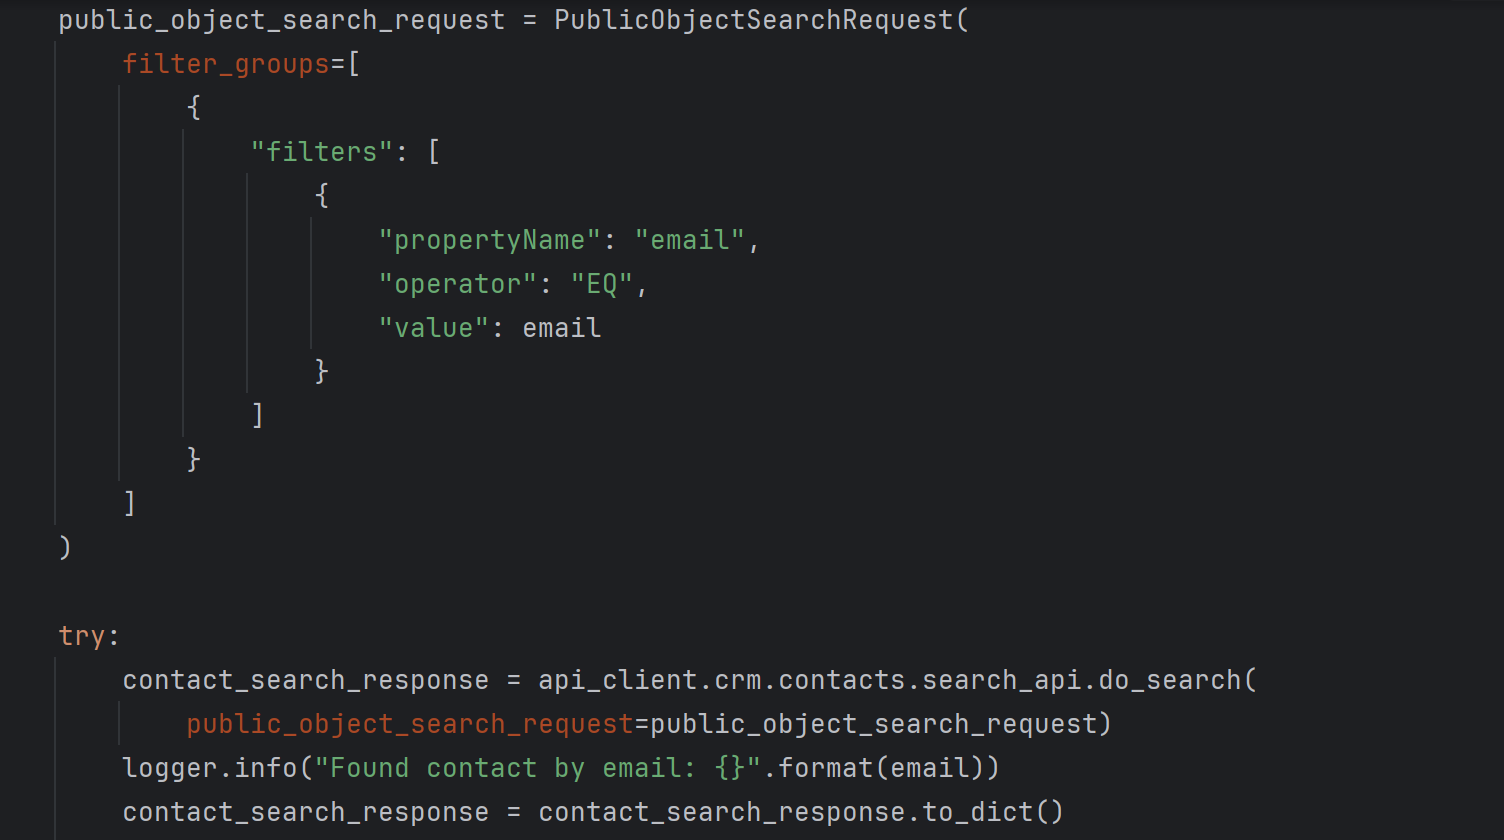 public_object_search_request = PublicObjectSearchRequest(
    filter_groups=[
        {
            "filters": [
                {
                    "propertyName": "email",
                    "operator": "EQ",
                    "value": email
                }
            ]
        }
    ]
)
try:
    contact_search_response = api_client.crm.contacts.search_api.do_search(
        public_object_search_request=public_object_search_request)
    logger.info("Found contact by email: {}".format(email))
    contact_search_response = contact_search_response.to_dict()